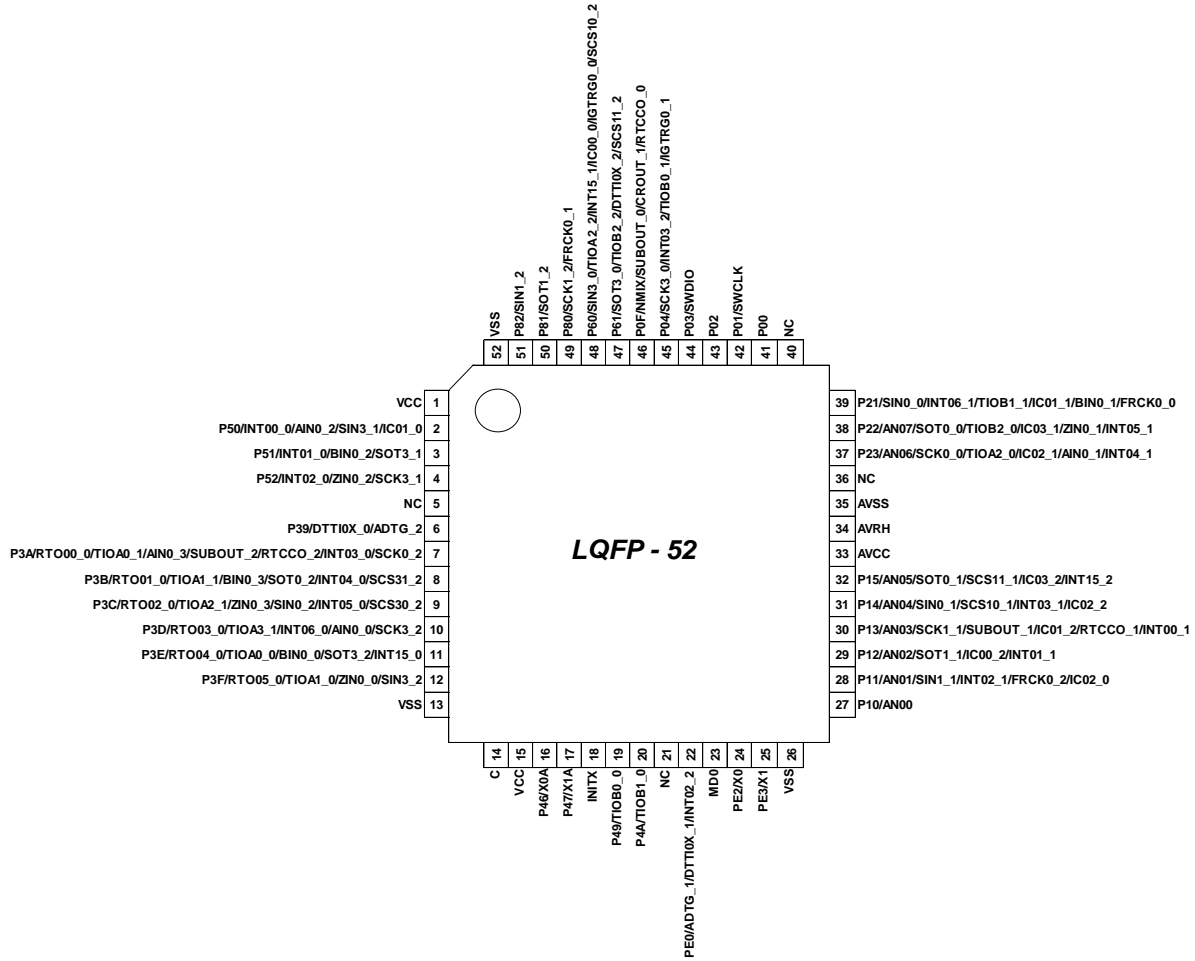 VSS
P82/SIN1_2
P81/SOT1_2
P80/SCK1_2/FRCK0_1
P60/SIN3_0/TIOA2_2/INT15_1/IC00_0/IGTRG0_0/SCS10_2
P61/SOT3_0/TIOB2_2/DTTI0X_2/SCS11_2
P0F/NMIX/SUBOUT_0/CROUT_1/RTCCO_0
P04/SCK3_0/INT03_2/TIOB0_1/IGTRG0_1
P03/SWDIO
P02
P01/SWCLK
P00
NC
52 51 50 49 48 47 46 45 44 43 42 41 40
VCC 1
P50/INT00_0/AIN0_2/SIN3_1/IC01_0 2
P51/INT01_0/BIN0_2/SOT3_1 3
P52/INT02_0/ZIN0_2/SCK3_1 4
NC 5
P39/DTTI0X_0/ADTG_2 6
P3A/RTO00_0/TIOA0_1/AIN0_3/SUBOUT_2/RTCCO_2/INT03_0/SCK0_2 7
P3B/RTO01_0/TIOA1_1/BIN0_3/SOT0_2/INT04_0/SCS31_2 8
P3C/RTO02_0/TIOA2_1/ZIN0_3/SIN0_2/INT05_0/SCS30_2 9
P3D/RTO03_0/TIOA3_1/INT06_0/AIN0_0/SCK3_2 10
P3E/RTO04_0/TIOA0_0/BIN0_0/SOT3_2/INT15_0 11
P3F/RTO05_0/TIOA1_0/ZIN0_0/SIN3_2 12
VSS 13
LQFP - 52
39 P21/SIN0_0/INT06_1/TIOB1_1/IC01_1/BIN0_1/FRCK0_0
38 P22/AN07/SOT0_0/TIOB2_0/IC03_1/ZIN0_1/INT05_1
37 P23/AN06/SCK0_0/TIOA2_0/IC02_1/AIN0_1/INT04_1
36 NC
35 AVSS
34 AVRH
33 AVCC
32 P15/AN05/SOT0_1/SCS11_1/IC03_2/INT15_2
31 P14/AN04/SIN0_1/SCS10_1/INT03_1/IC02_2
30 P13/AN03/SCK1_1/SUBOUT_1/IC01_2/RTCCO_1/INT00_1
29 P12/AN02/SOT1_1/IC00_2/INT01_1
28 P11/AN01/SIN1_1/INT02_1/FRCK0_2/IC02_0
27 P10/AN00
14 15 16 17 18 19 20 21 22 23 24 25 26
C
VCC
P46/X0A
P47/X1A
INITX
P49/TIOB0_0
P4A/TIOB1_0
NC
PE0/ADTG_1/DTTI0X_1/INT02_2
MD0
PE2/X0
PE3/X1
VSS